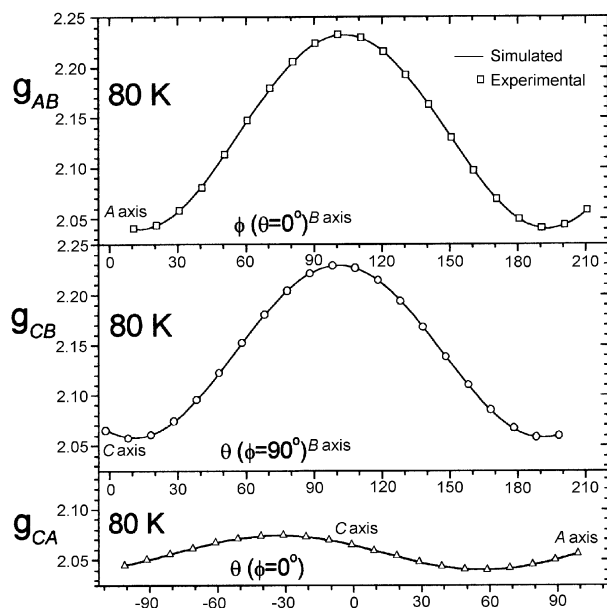 2.25
2.20
2.15
2.10
2.05
g_AB
80 K
— Simulated
□ Experimental
A axis
ϕ (θ=0°) B axis
0 30 60 90 120 150 180 210
2.25
2.20
2.15
2.10
2.05
g_CB
80 K
C axis
θ (ϕ=90°) B axis
0 30 60 90 120 150 180 210
2.10
2.05
g_CA
80 K
C axis
A axis
θ (ϕ=0°)
-90 -60 -30 0 30 60 90